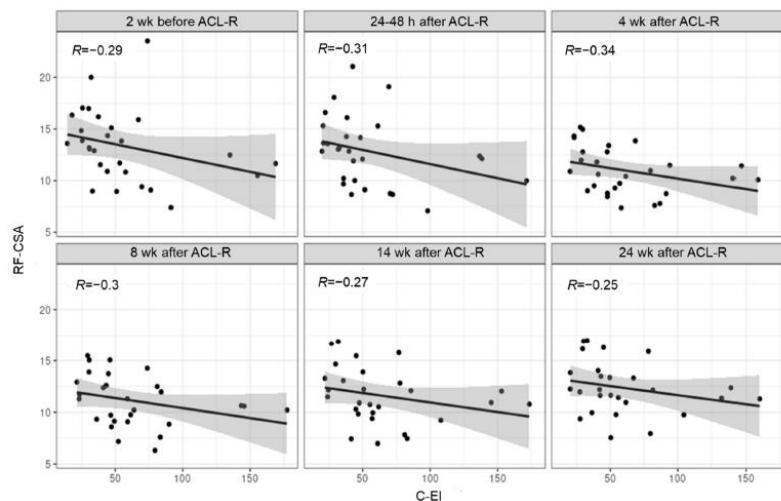 2 wk before ACL-R 24-48 h after ACL-R 4 wk after ACL-R
R=−0.29 R=−0.31 R=−0.34
20
15
10
5
8 wk after ACL-R 14 wk after ACL-R 24 wk after ACL-R
R=−0.3 R=−0.27 R=−0.25
20
15
10
5
RF-CSA
50 100 150 50 100 150 50 100 150
C-EI